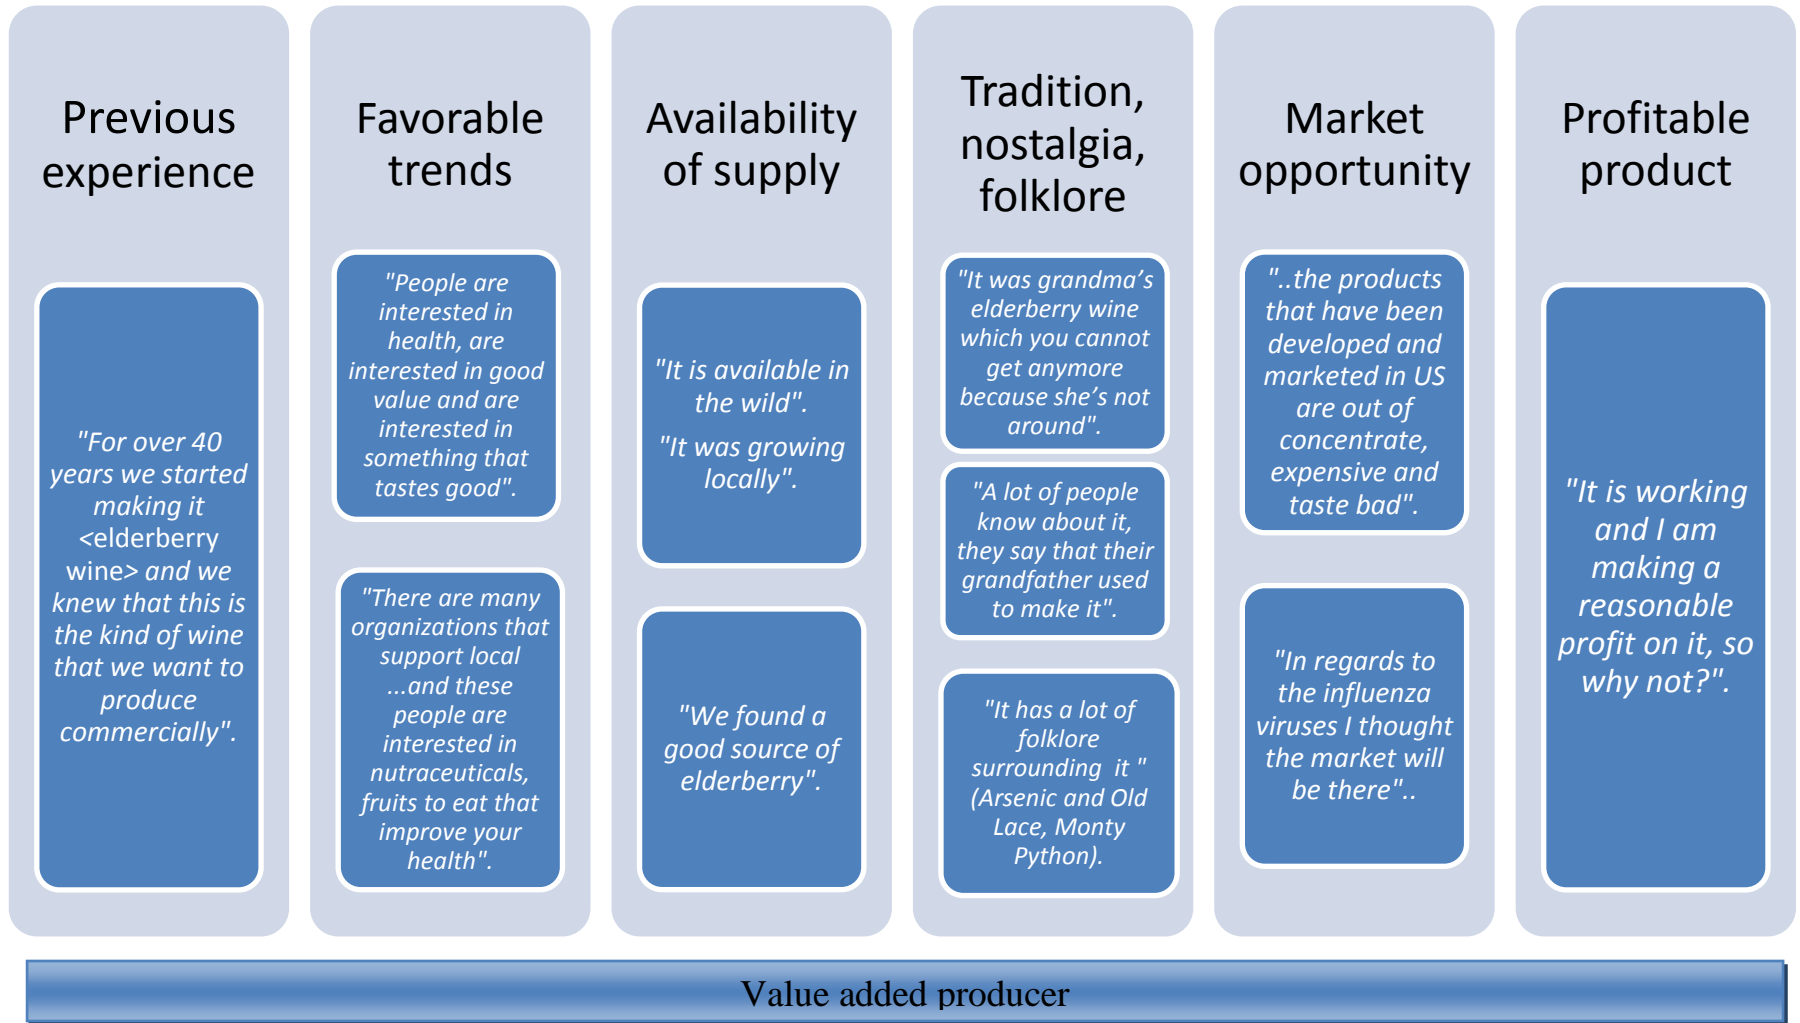 Previous
experience
"For over 40
years we started
making it
<elderberry
wine> and we
knew that this is
the kind of wine
that we want to
produce
commercially".
Favorable
trends
"People are
interested in
health, are
interested in good
value and are
interested in
something that
tastes good".
"There are many
organizations that
support local
...and these
people are
interested in
nutraceuticals,
fruits to eat that
improve your
health".
Availability
of supply
"It is available in
the wild".
"It was growing
locally".
"We found a
good source of
elderberry".
Tradition,
nostalgia,
folklore
"It was grandma’s
elderberry wine
which you cannot
get anymore
because she’s not
around".
"A lot of people
know about it,
they say that their
grandfather used
to make it".
"It has a lot of
folklore
surrounding it "
(Arsenic and Old
Lace, Monty
Python).
Market
opportunity
"..the products
that have been
developed and
marketed in US
are out of
concentrate,
expensive and
taste bad".
"In regards to
the influenza
viruses I thought
the market will
be there"..
Profitable
product
"It is working
and I am
making a
reasonable
profit on it, so
why not?".
Value added producer